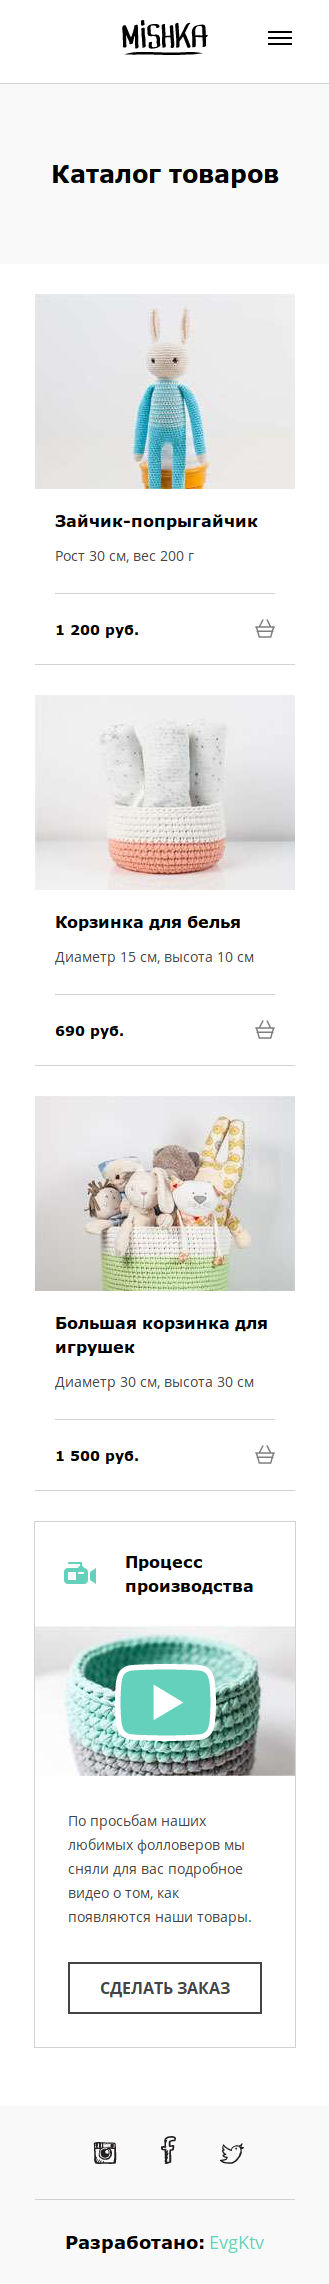 MiSHKA
Каталог товаров
Зайчик-попрыгайчик
Рост 30 см, вес 200 г
1 200 руб.
Корзинка для белья
Диаметр 15 см, высота 10 см
690 руб.
Большая корзинка для
игрушек
Диаметр 30 см, высота 30 см
1 500 руб.
Процесс
производства
По просьбам наших
любимых фолловеров мы
сняли для вас подробное
видео о том, как
появляются наши товары.
СДЕЛАТЬ ЗАКАЗ
Разработано: EvgKtv